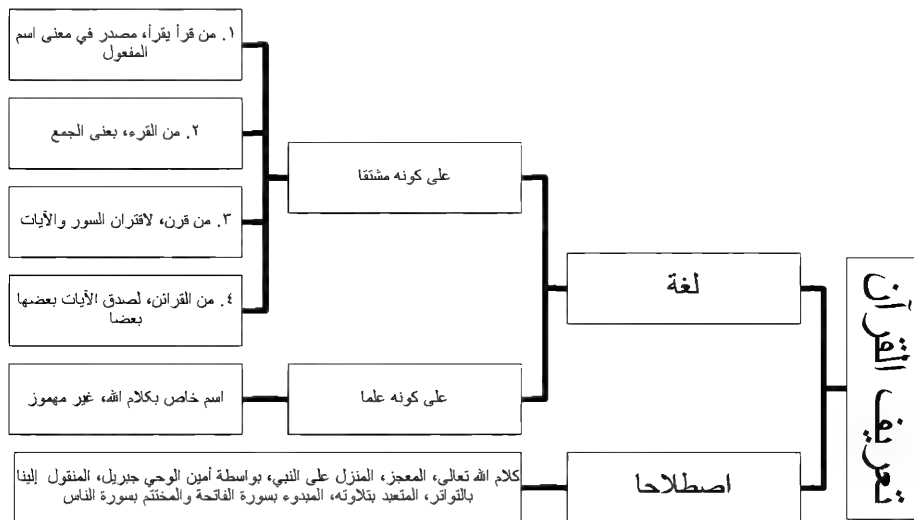 تعريف القرآن
لغة
على كونه مشتقا
١. من قرأ يقرأ، مصدر في معنى اسم
المفعول
٢. من القرء، بعنى الجمع
٣. من قرن، لاقتران السور والآيات
٤. من القرائن، لصدق الآيات بعضها
بعضا
على كونه علما
اسم خاص بكلام الله، غير مهموز
اصطلاحا
كلام الله تعالى، المعجز، المنزل على النبي، بواسطة أمين الوحي جبريل، المنقول إلينا
بالتواتر، المتعبد بتلاوته، المبدوء بسورة الفاتحة والمختتم بسورة الناس